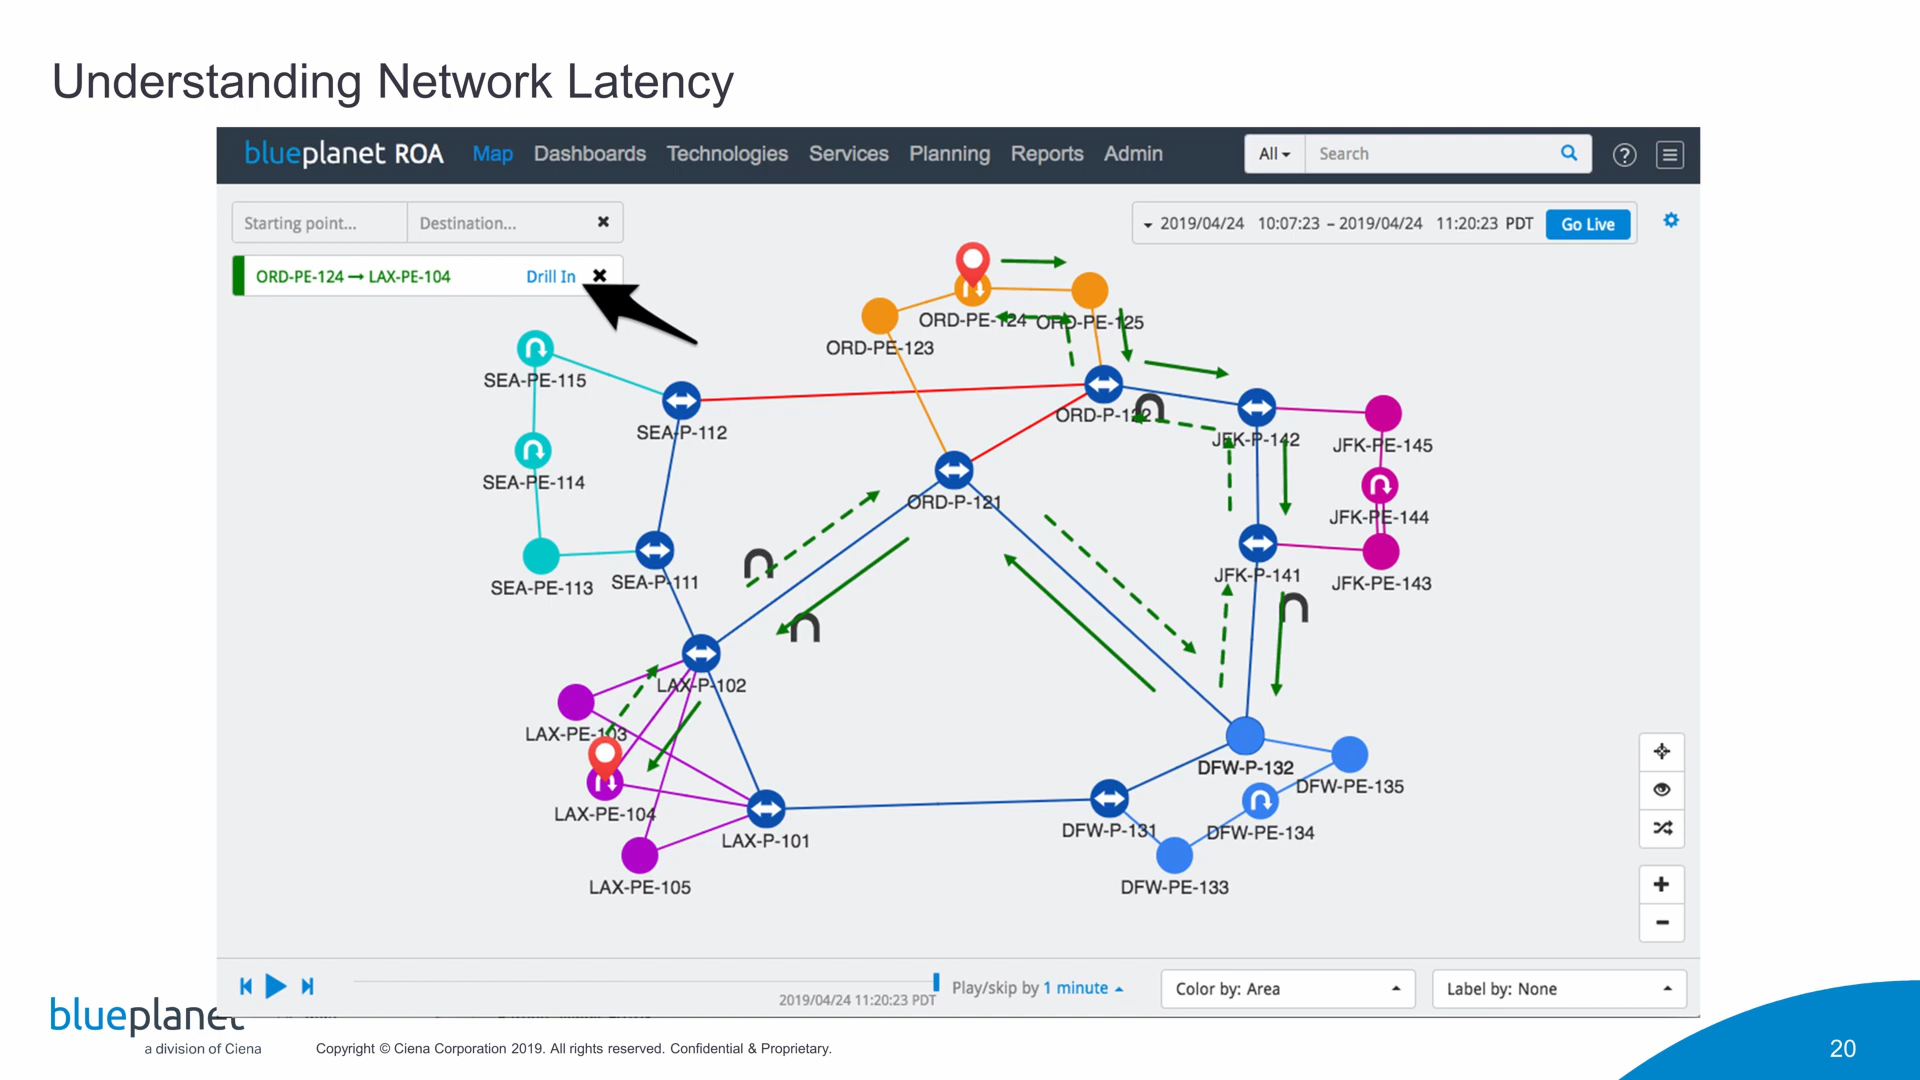 Understanding Network Latency
blueplanet ROA Map Dashboards Technologies Services Planning Reports Admin All Search ?
Starting point... Destination...
2019/04/24 10:07:23 – 2019/04/24 11:20:23 PDT Go Live
ORD-PE-124 → LAX-PE-104 Drill In
ORD-PE-124 ORD-PE-125
ORD-PE-123
SEA-PE-115
ORD-P-122
SEA-P-112
JFK-P-142 JFK-PE-145
SEA-PE-114
ORD-P-121
JFK-PE-144
JFK-P-141
SEA-PE-113 SEA-P-111
JFK-PE-143
LAX-P-102
LAX-PE-103
DFW-P-132
DFW-PE-135
LAX-PE-104
DFW-P-131 DFW-PE-134
LAX-P-101
LAX-PE-105 DFW-PE-133
Play/skip by 1 minute Color by: Area Label by: None
2019/04/24 11:20:23 PDT
blueplanet
a division of Ciena
Copyright © Ciena Corporation 2019. All rights reserved. Confidential & Proprietary.
20